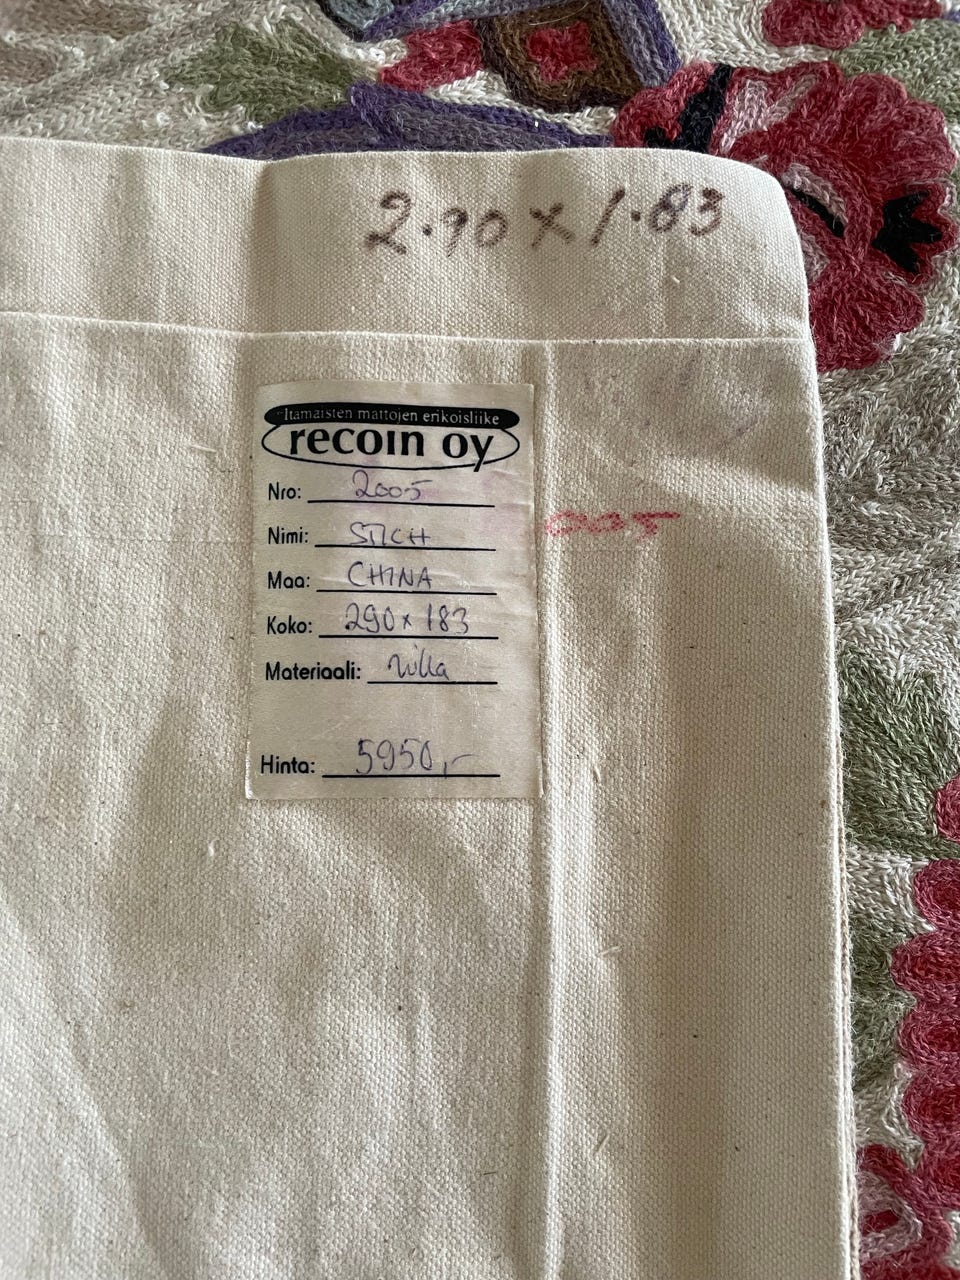 2.90 x 1.83
Itämaisten mattojen erikoisliike
recoin oy
Nro: 2005
Nimi: STICH
Maa: CHINA
Koko: 290 x 183
Materiaali: Villa
Hinta: 5950,-